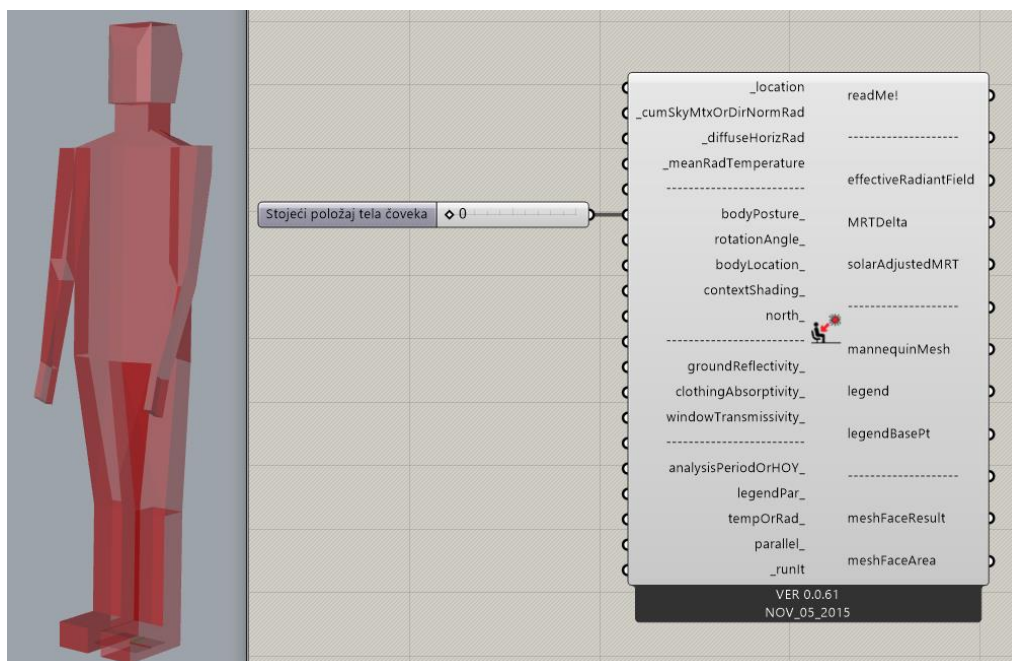 Stojeći položaj tela čoveka 0
_location
_cumSkyMtxOrDirNormRad
_diffuseHorizRad
_meanRadTemperature
------------------------
bodyPosture_
rotationAngle_
bodyLocation_
contextShading_
north_
------------------------
groundReflectivity_
clothingAbsorptivity_
windowTransmissivity_
------------------------
analysisPeriodOrHOY_
legendPar_
tempOrRad_
parallel_
_runIt
readMe!
-------------------
effectiveRadiantField
MRTDelta
solarAdjustedMRT
-------------------
mannequinMesh
legend
legendBasePt
-------------------
meshFaceResult
meshFaceArea
VER 0.0.61
NOV_05_2015